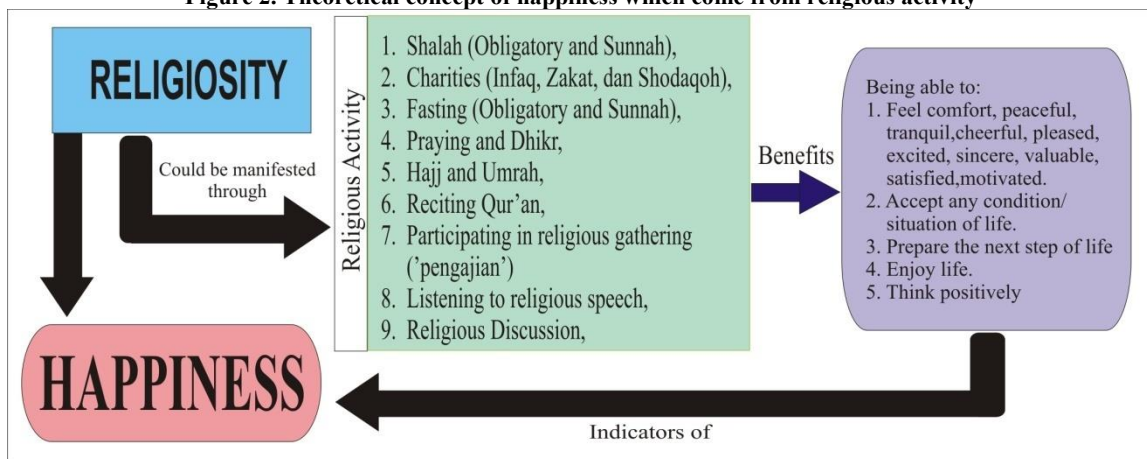 Figure 2. Theoretical concept of happiness which come from religious activity
RELIGIOSITY
Could be manifested
through
Religious Activity
1. Shalah (Obligatory and Sunnah),
2. Charities (Infaq, Zakat, dan Shodaqoh),
3. Fasting (Obligatory and Sunnah),
4. Praying and Dhikr,
5. Hajj and Umrah,
6. Reciting Qur'an,
7. Participating in religious gathering
('pengajian')
8. Listening to religious speech,
9. Religious Discussion,
Benefits
Being able to:
1. Feel comfort, peaceful,
tranquil,cheerful, pleased,
excited, sincere, valuable,
satisfied,motivated.
2. Accept any condition/
situation of life.
3. Prepare the next step of life
4. Enjoy life.
5. Think positively
HAPPINESS
Indicators of